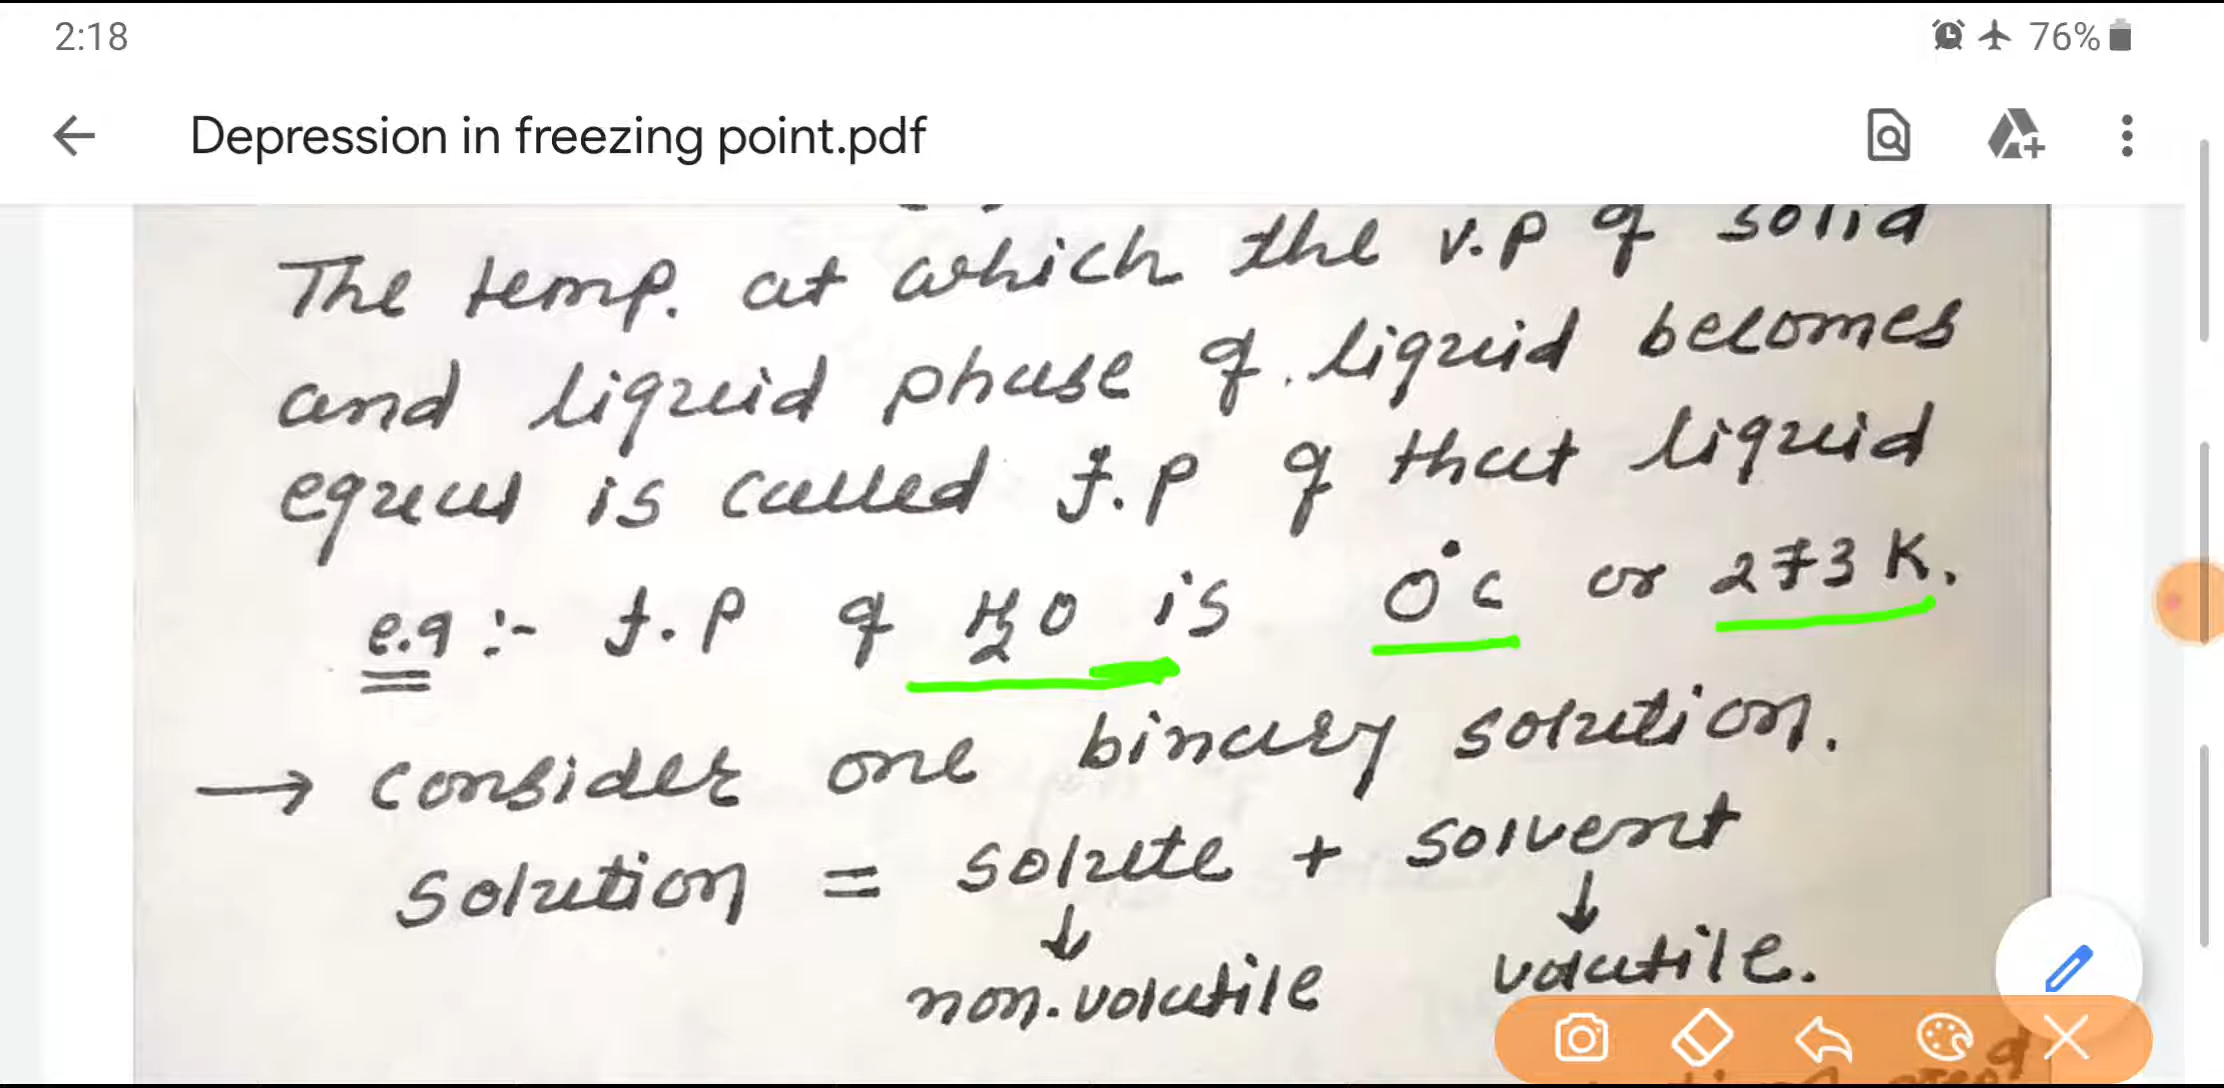 2:18
76%
Depression in freezing point.pdf
The temp. at which the v.p of solid
and liquid phase of liquid becomes
equal is called f.p of that liquid
e.g :- f.p of H2O is 0°C or 273 K.
→ consider one binary solution.
solution = solute + solvent
↓ ↓
non-volatile volatile.